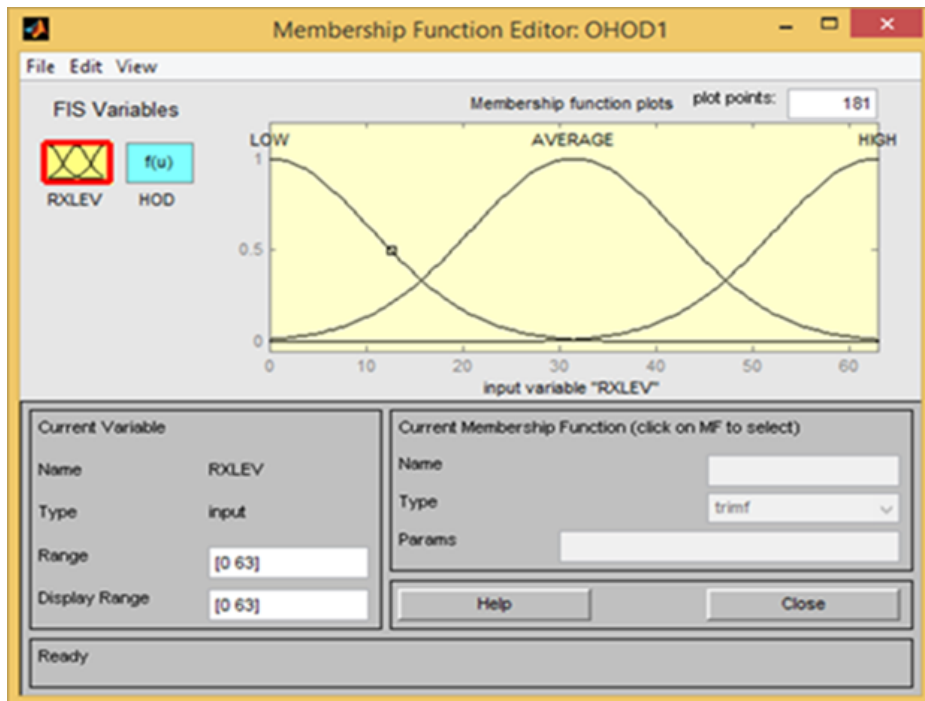 Membership Function Editor: OHOD1
File Edit View
FIS Variables
Membership function plots plot points: 181
f(u)
RXLEV HOD
LOW AVERAGE HIGH
1
0.5
0
0 10 20 30 40 50 60
input variable "RXLEV"
Current Variable
Name RXLEV
Type input
Range [0 63]
Display Range [0 63]
Current Membership Function (click on MF to select)
Name
Type trimf
Params
Help Close
Ready